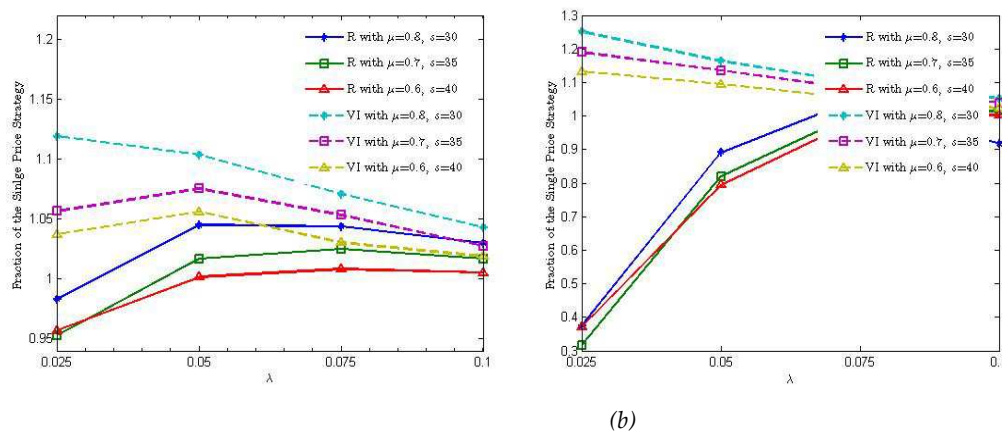 1.2
1.15
1.1
1.05
1
0.95
Fraction of the Sinlge Price Strategy
R with μ=0.8, s=30
R with μ=0.7, s=35
R with μ=0.6, s=40
VI with μ=0.8, s=30
VI with μ=0.7, s=35
VI with μ=0.6, s=40
0.025 0.05 0.075 0.1
λ
1.3
1.2
1.1
1
0.9
0.8
0.7
0.6
0.5
0.4
0.3
Fraction of the Single Price Strategy
R with μ=0.8, s=30
R with μ=0.7, s=35
R with μ=0.6, s=40
VI with μ=0.8, s=30
VI with μ=0.7, s=35
VI with μ=0.6, s=40
0.025 0.05 0.075 0.
λ
(b)